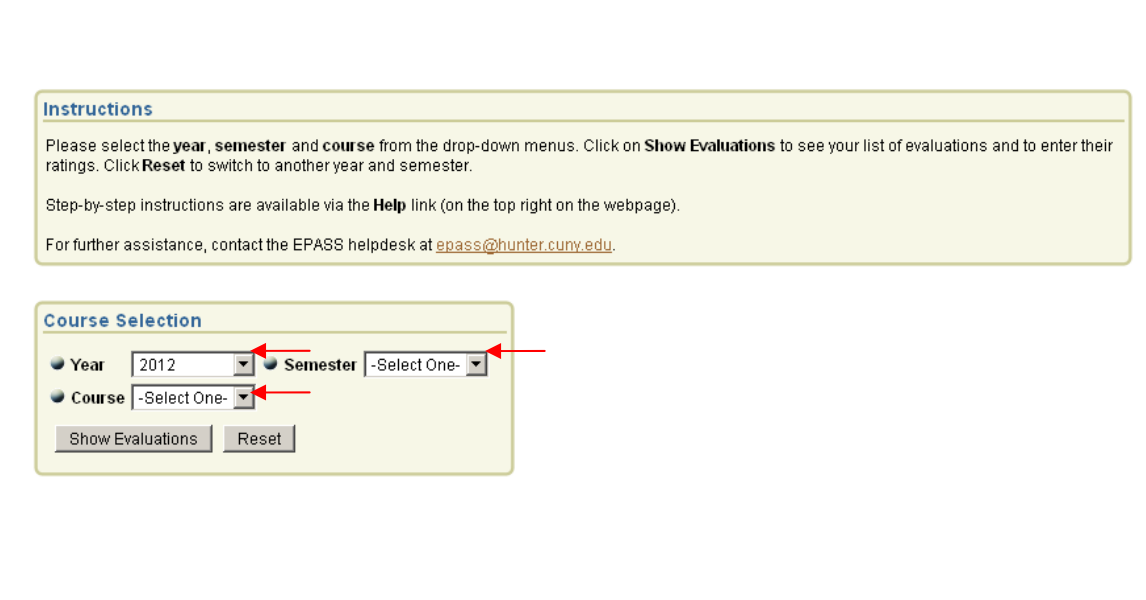 Instructions
Please select the year, semester and course from the drop-down menus. Click on Show Evaluations to see your list of evaluations and to enter their
ratings. Click Reset to switch to another year and semester.
Step-by-step instructions are available via the Help link (on the top right on the webpage).
For further assistance, contact the EPASS helpdesk at epass@hunter.cuny.edu.
Course Selection
Year 2012 Semester -Select One-
Course -Select One-
Show Evaluations Reset